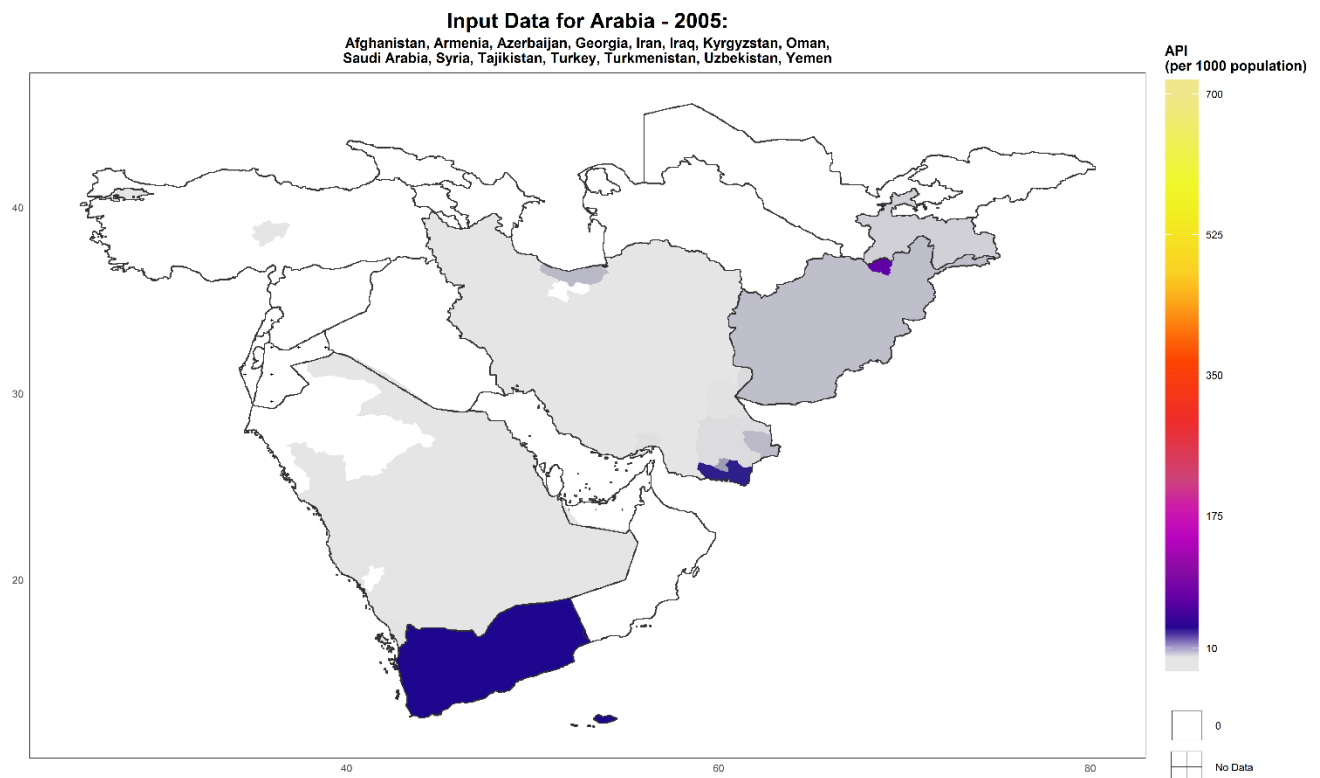 Input Data for Arabia - 2005:
Afghanistan, Armenia, Azerbaijan, Georgia, Iran, Iraq, Kyrgyzstan, Oman,
Saudi Arabia, Syria, Tajikistan, Turkey, Turkmenistan, Uzbekistan, Yemen
API
(per 1000 population)
700
525
350
175
10
0
No Data
40
30
20
40
60
80